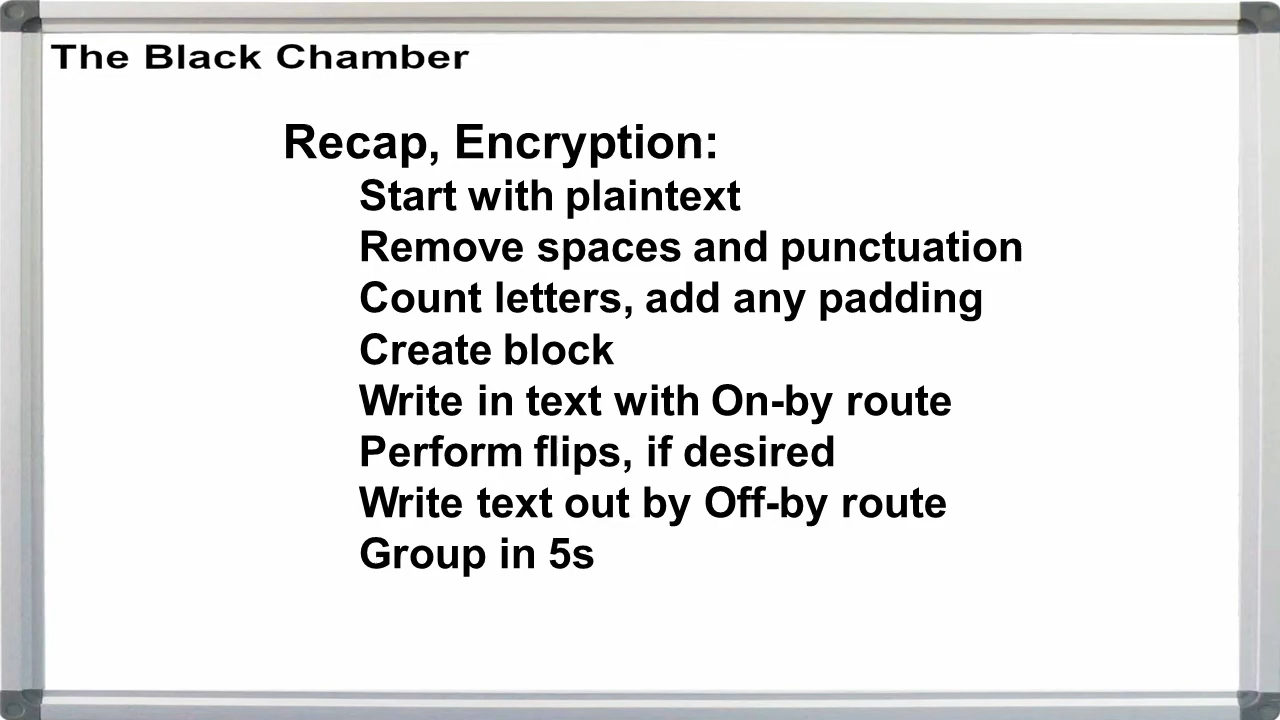 The Black Chamber
Recap, Encryption:
Start with plaintext
Remove spaces and punctuation
Count letters, add any padding
Create block
Write in text with On-by route
Perform flips, if desired
Write text out by Off-by route
Group in 5s